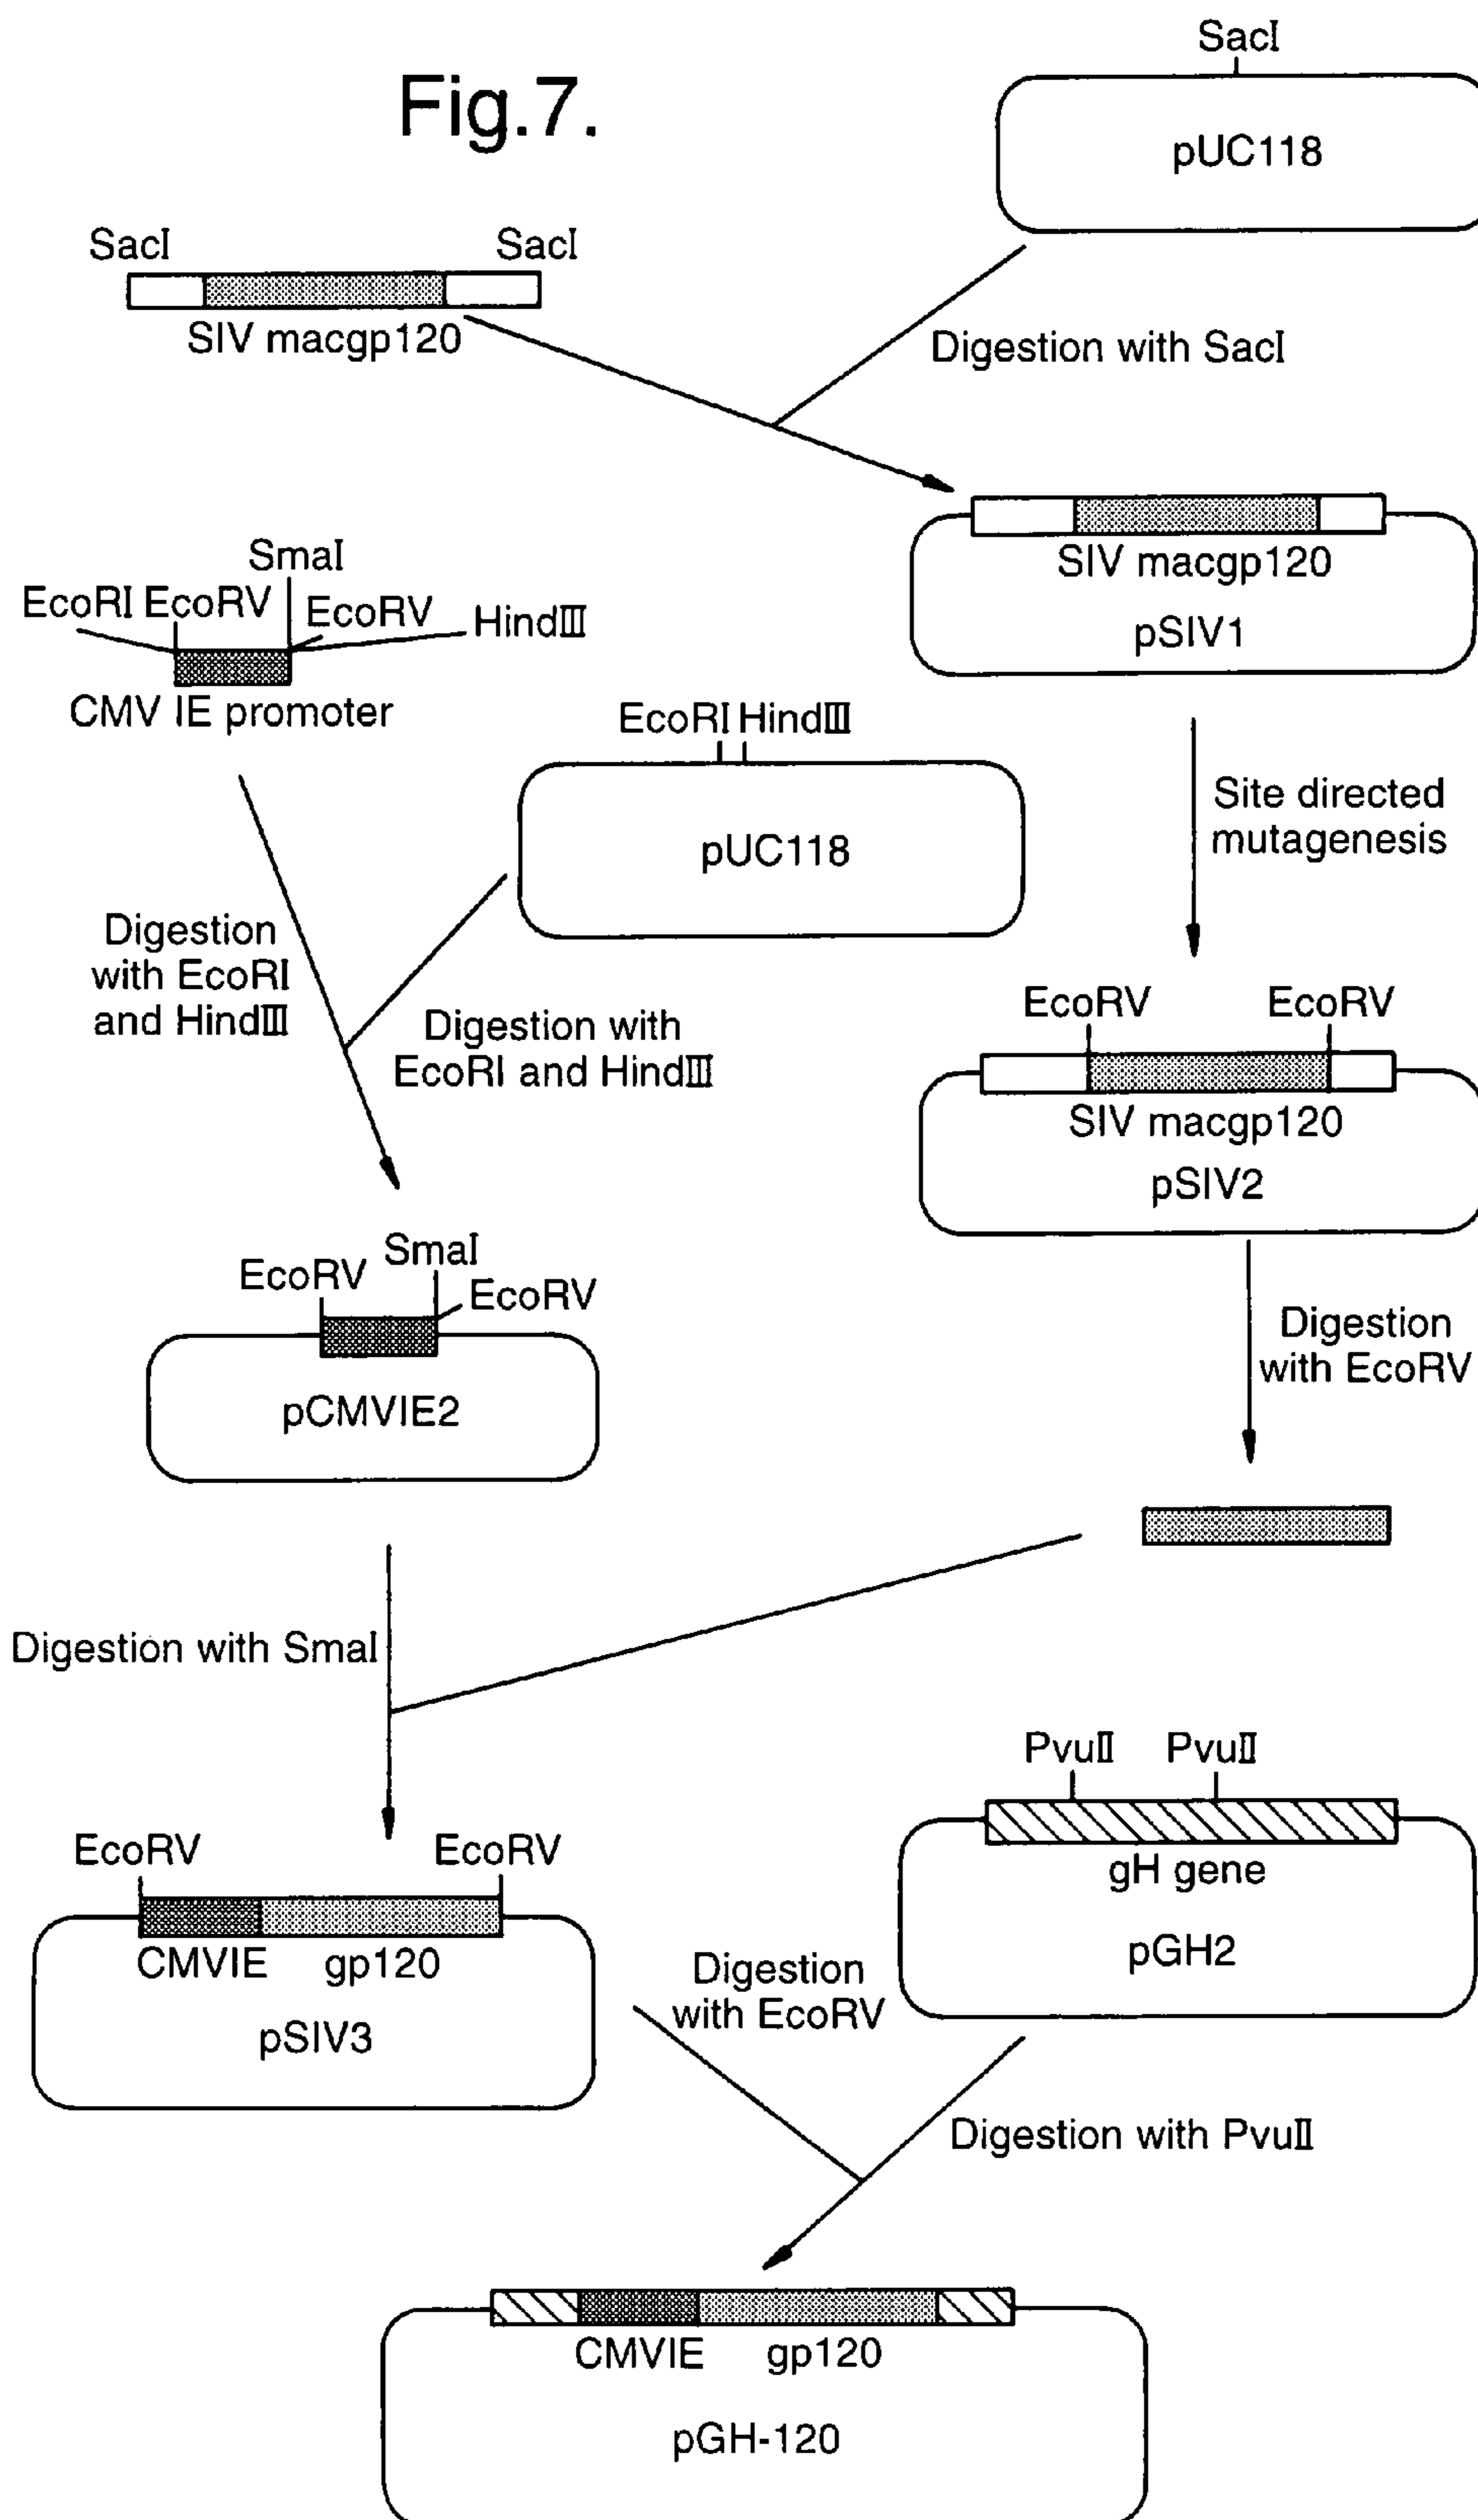 Fig.7.
SacI
pUC118
SacI
SacI
SIV macgp120
Digestion with SacI
SIV macgp120
pSIV1
SmaI
EcoRI
EcoRV
EcoRV
HindIII
CMV IE promoter
EcoRI
HindIII
pUC118
Site directed
mutagenesis
Digestion
with EcoRI
and HindIII
Digestion with
EcoRI and HindIII
EcoRV
EcoRV
SIV macgp120
pSIV2
EcoRV
SmaI
EcoRV
pCMVIE2
Digestion
with EcoRV
Digestion with SmaI
PvuII
PvuII
gH gene
pGH2
EcoRV
EcoRV
CMVIE
gp120
pSIV3
Digestion
with EcoRV
Digestion with PvuII
CMVIE
gp120
pGH-120